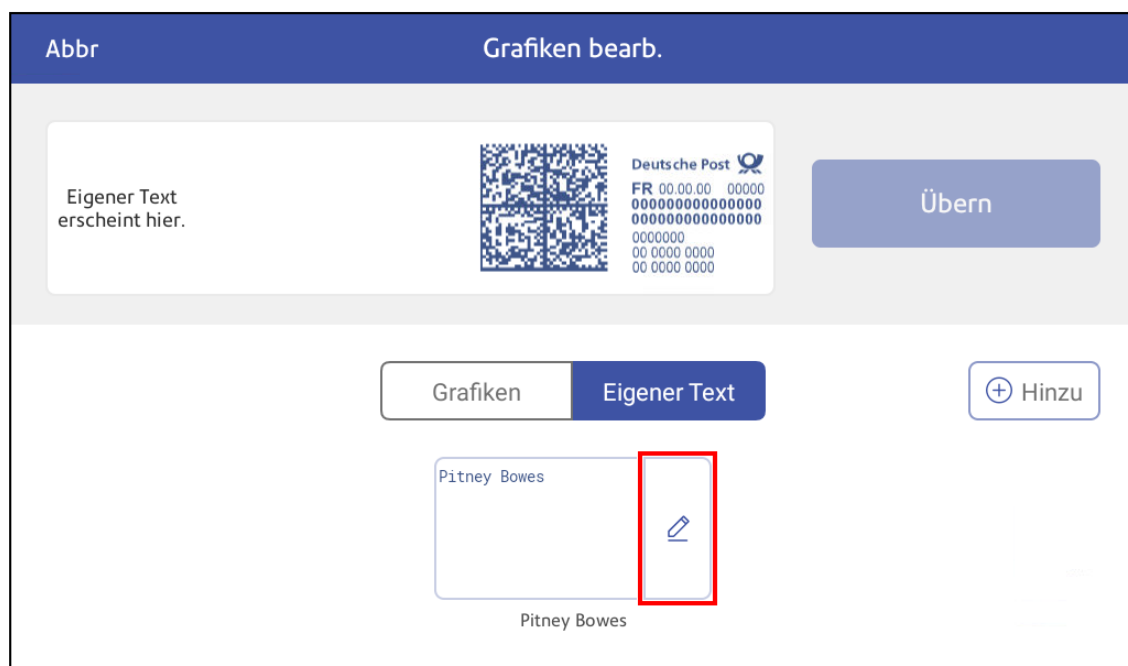 Abbr
Grafiken bearb.
Eigener Text
erscheint hier.
Deutsche Post
FR 00.00.00 00000
000000000000000
000000000000000
0000000
00 0000 0000
00 0000 0000
Übern
Grafiken
Eigener Text
Hinzu
Pitney Bowes
Pitney Bowes